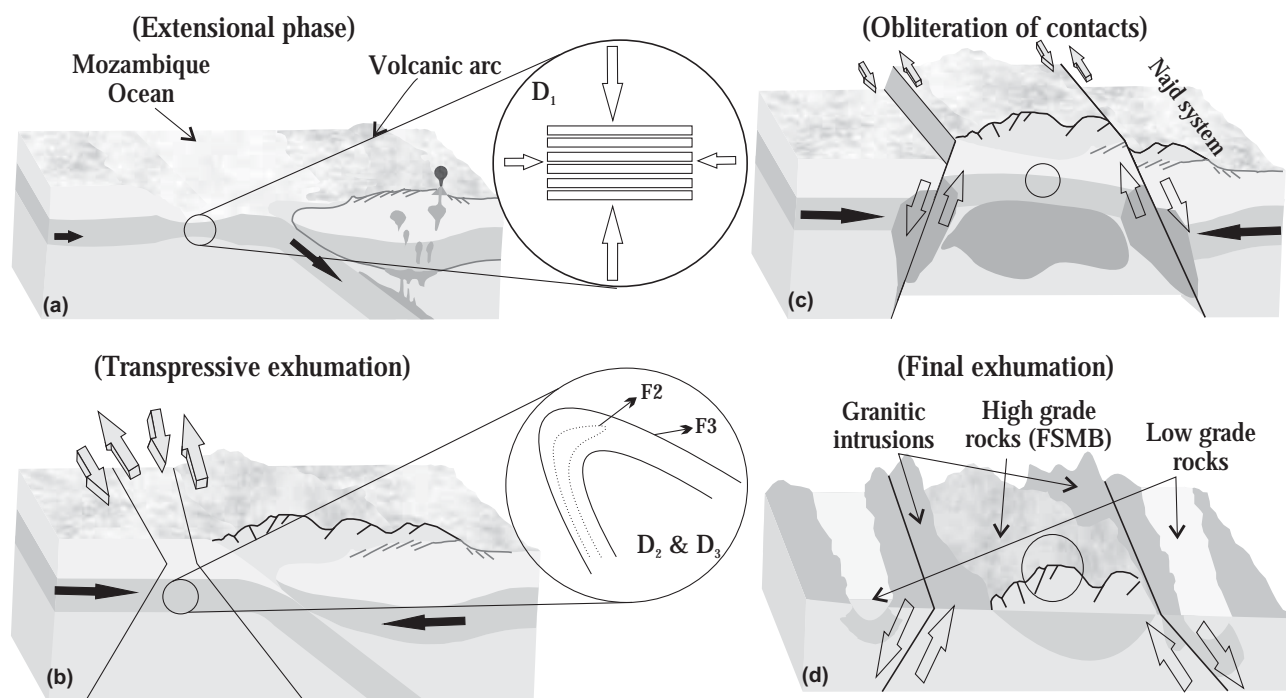 (Extensional phase)
Mozambique
Ocean
Volcanic arc
D1
(a)
(Transpressive exhumation)
F2
F3
D2 & D3
(b)
(Obliteration of contacts)
Najd system
(c)
(Final exhumation)
Granitic
intrusions
High grade
rocks (FSMB)
Low grade
rocks
(d)